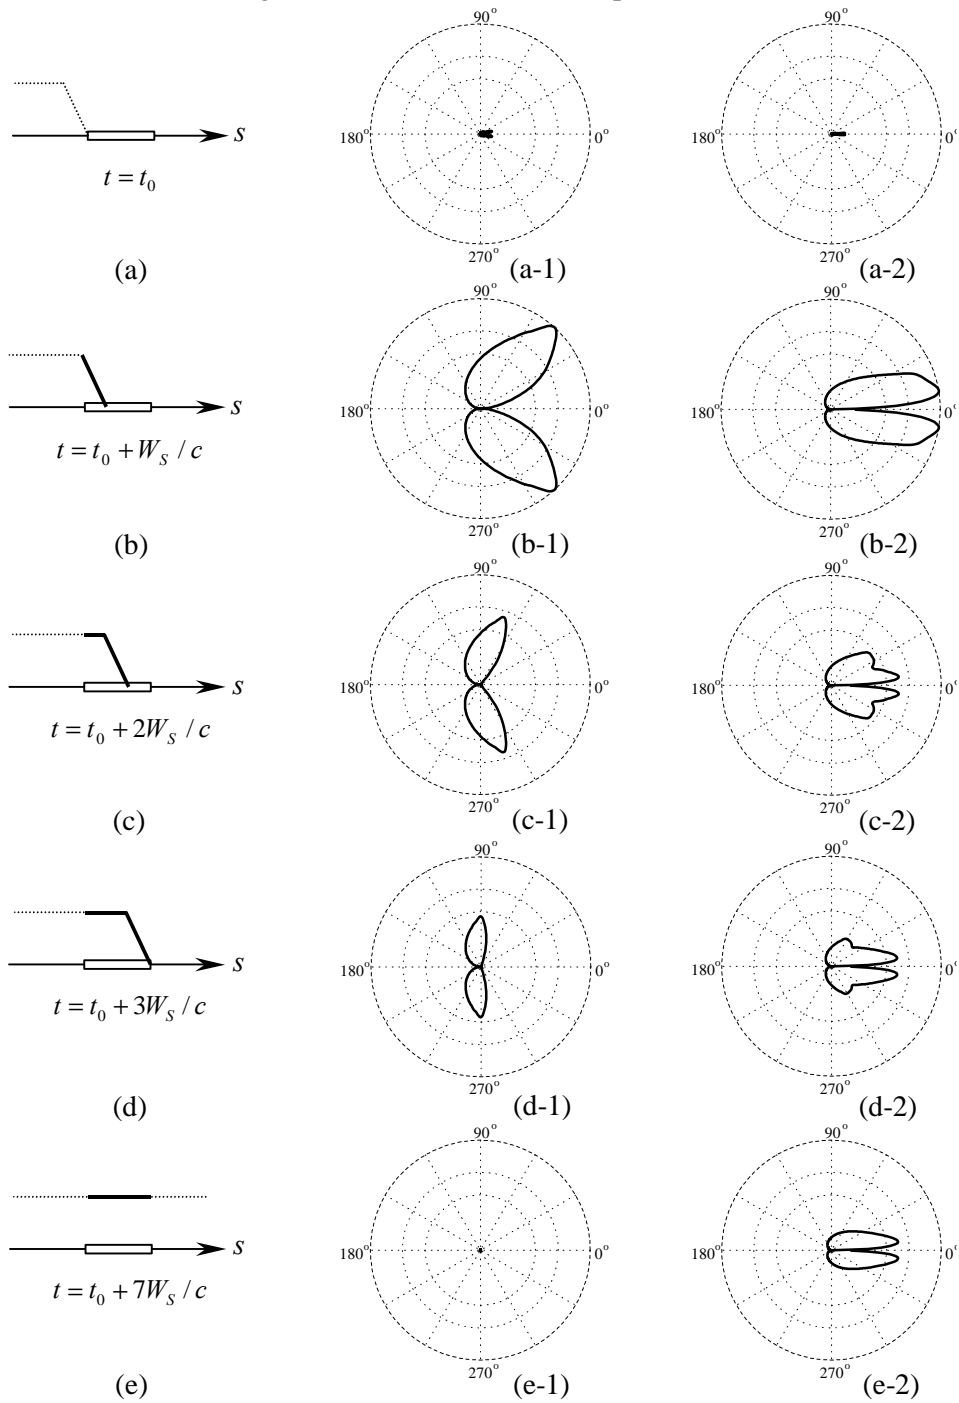 90°
90°
180°
0°
180°
0°
S
t = t₀
270°
270°
(a)
(a-1)
(a-2)
90°
90°
180°
0°
180°
0°
S
t = t₀ + W_S / c
270°
270°
(b)
(b-1)
(b-2)
90°
90°
180°
0°
180°
0°
S
t = t₀ + 2W_S / c
270°
270°
(c)
(c-1)
(c-2)
90°
90°
180°
0°
180°
0°
S
t = t₀ + 3W_S / c
270°
270°
(d)
(d-1)
(d-2)
90°
90°
180°
0°
180°
0°
S
t = t₀ + 7W_S / c
270°
270°
(e)
(e-1)
(e-2)